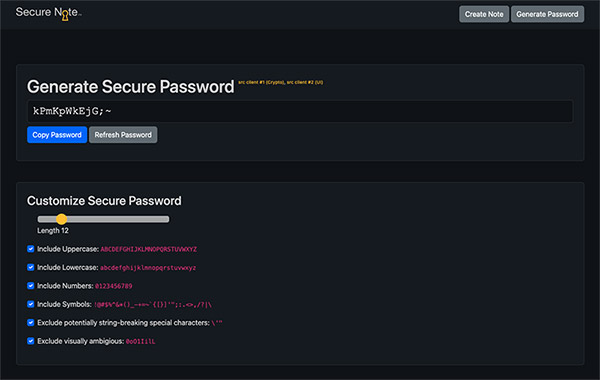 Secure Note
Create Note
Generate Password
Generate Secure Password src client #1 (Crypto), src client #2 (UI)
kPmKpWkEjG;~
Copy Password
Refresh Password
Customize Secure Password
Length 12
Include Uppercase: ABCDEFGHIJKLMNOPQRSTUVWXYZ
Include Lowercase: abcdefghijklmnopqrstuvwxyz
Include Numbers: 0123456789
Include Symbols:
Exclude potentially string-breaking special characters:
Exclude visually ambigious: 0oO1IilL